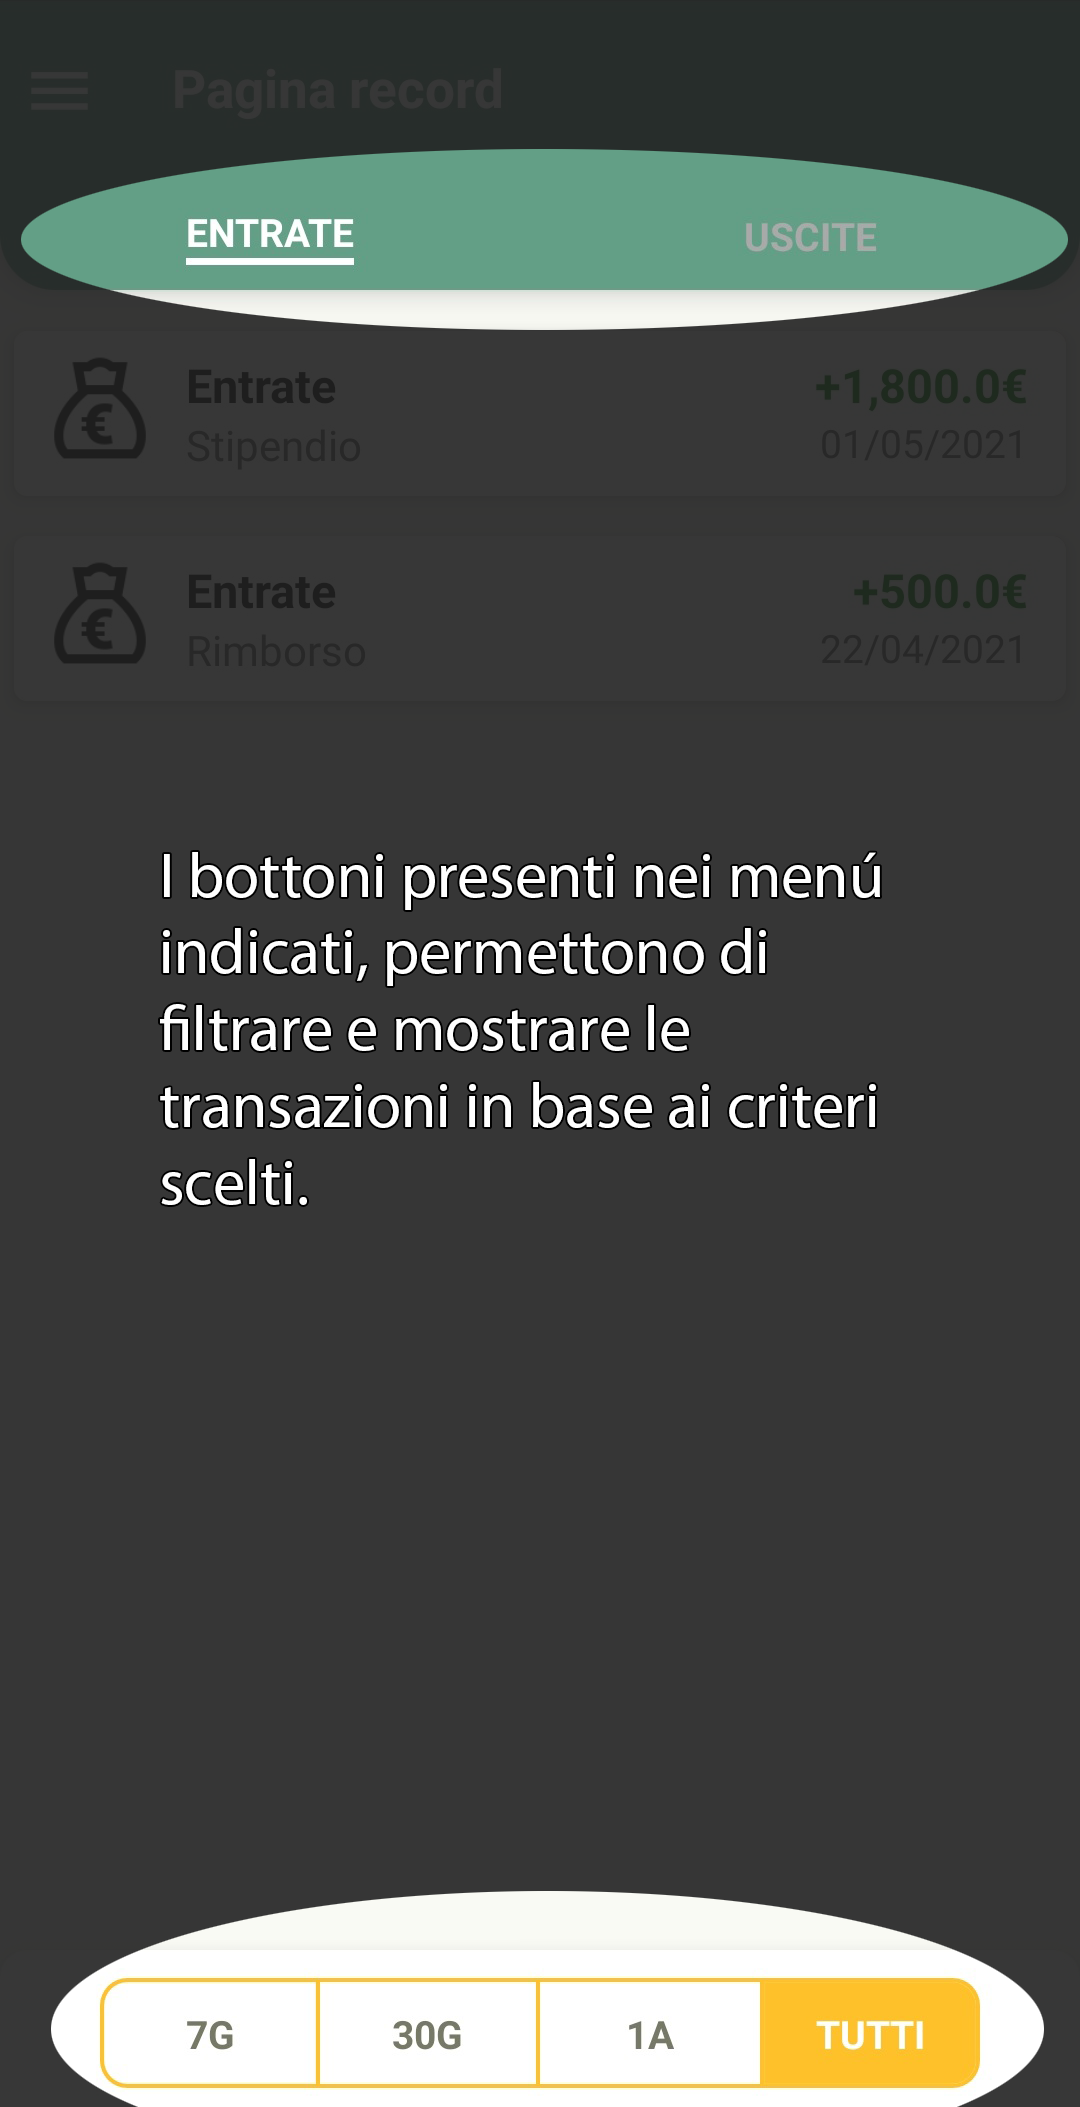 Pagina record
ENTRATE USCITE
Entrate +1,800.0€
Stipendio 01/05/2021
Entrate +500.0€
Rimborso 22/04/2021
I bottoni presenti nei menú
indicati, permettono di
filtrare e mostrare le
transazioni in base ai criteri
scelti.
7G 30G 1A TUTTI